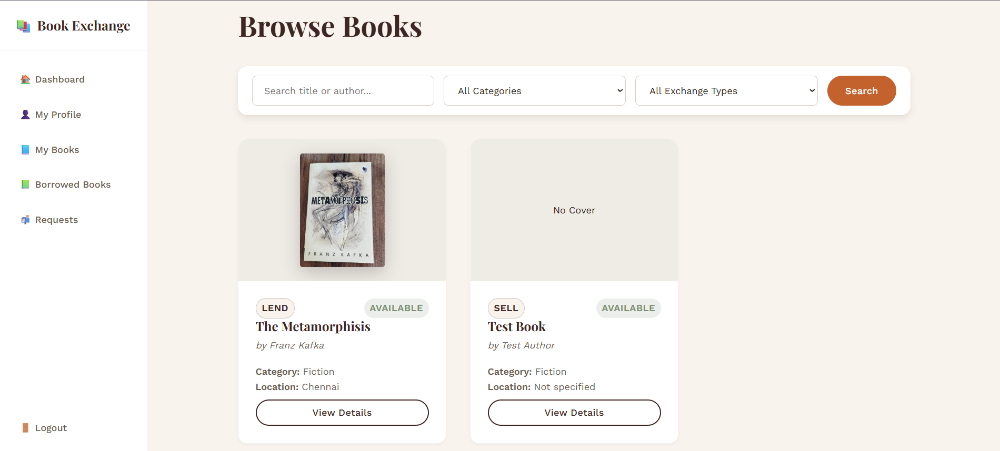 Book Exchange
Dashboard
My Profile
My Books
Borrowed Books
Requests
Logout
Browse Books
Search title or author...
All Categories
All Exchange Types
Search
METAMORPHOSIS
FRANZ KAFKA
LEND
AVAILABLE
The Metamorphisis
by Franz Kafka
Category: Fiction
Location: Chennai
View Details
No Cover
SELL
AVAILABLE
Test Book
by Test Author
Category: Fiction
Location: Not specified
View Details